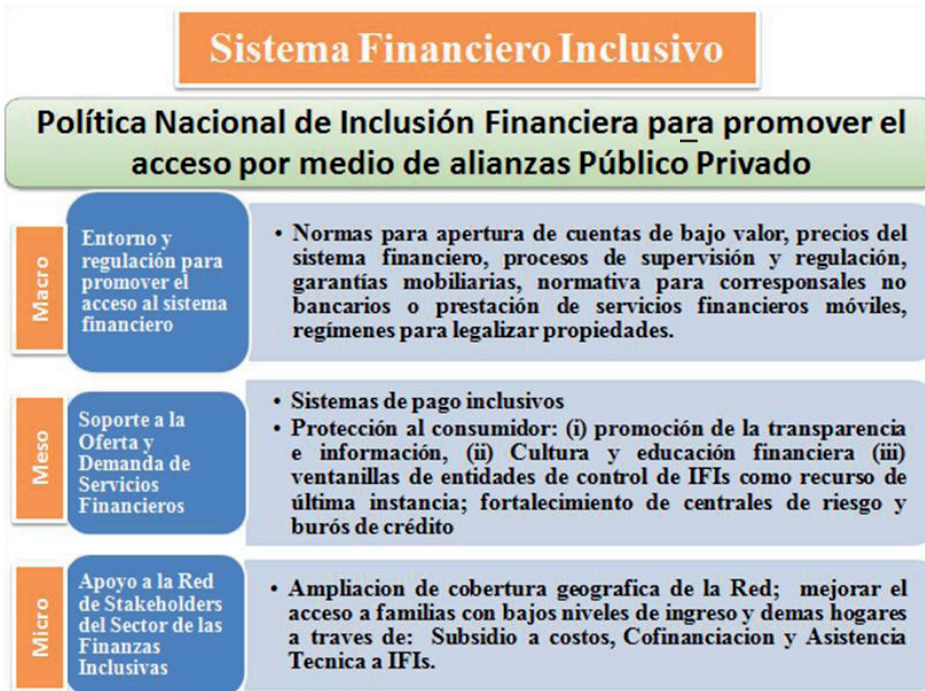 Sistema Financiero Inclusivo
Política Nacional de Inclusión Financiera para promover el
acceso por medio de alianzas Público Privado
Macro
Entorno y
regulación para
promover el
acceso al sistema
financiero
• Normas para apertura de cuentas de bajo valor, precios del
sistema financiero, procesos de supervisión y regulación,
garantías mobiliarias, normativa para corresponsales no
bancarios o prestación de servicios financieros móviles,
regímenes para legalizar propiedades.
Meso
Soporte a la
Oferta y
Demanda de
Servicios
Financieros
• Sistemas de pago inclusivos
• Protección al consumidor: (i) promoción de la transparencia
e información, (ii) Cultura y educación financiera (iii)
ventanillas de entidades de control de IFIs como recurso de
última instancia; fortalecimiento de centrales de riesgo y
burós de crédito
Micro
Apoyo a la Red
de Stakeholders
del Sector de las
Finanzas
Inclusivas
• Ampliacion de cobertura geografica de la Red; mejorar el
acceso a familias con bajos niveles de ingreso y demas hogares
a traves de: Subsidio a costos, Cofinanciacion y Asistencia
Tecnica a IFIs.